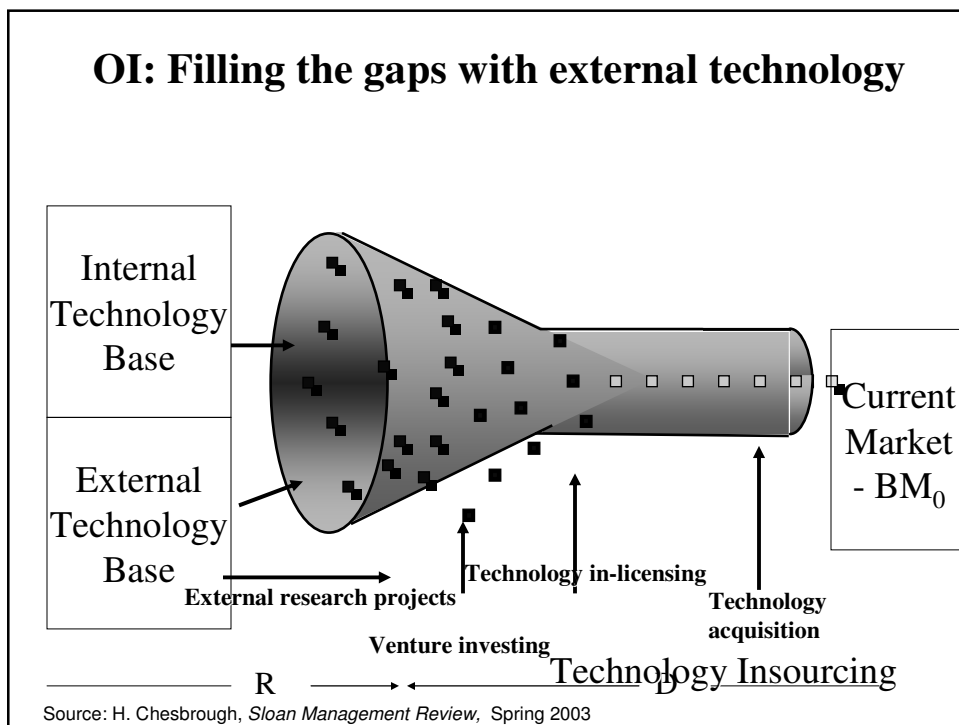 OI: Filling the gaps with external technology
Internal
Technology
Base
External
Technology
Base
Current
Market
- BM₀
External research projects
Technology in-licensing
Venture investing
Technology
acquisition
Technology Insourcing
R
D
Source: H. Chesbrough, Sloan Management Review, Spring 2003